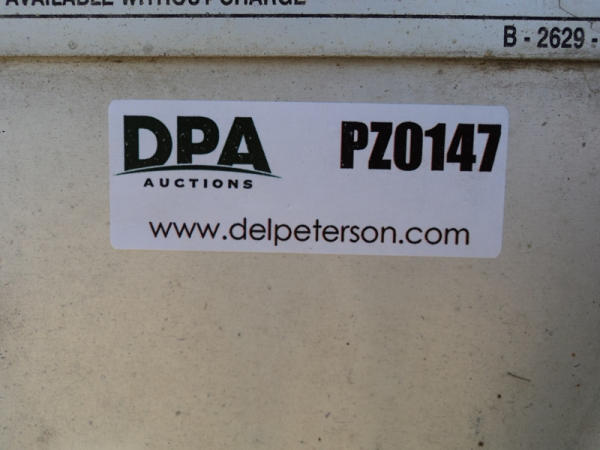 AVAILABLE WITHOUT CHARGE
B - 2629 -
DPA
AUCTIONS
PZ0147
www.delpeterson.com